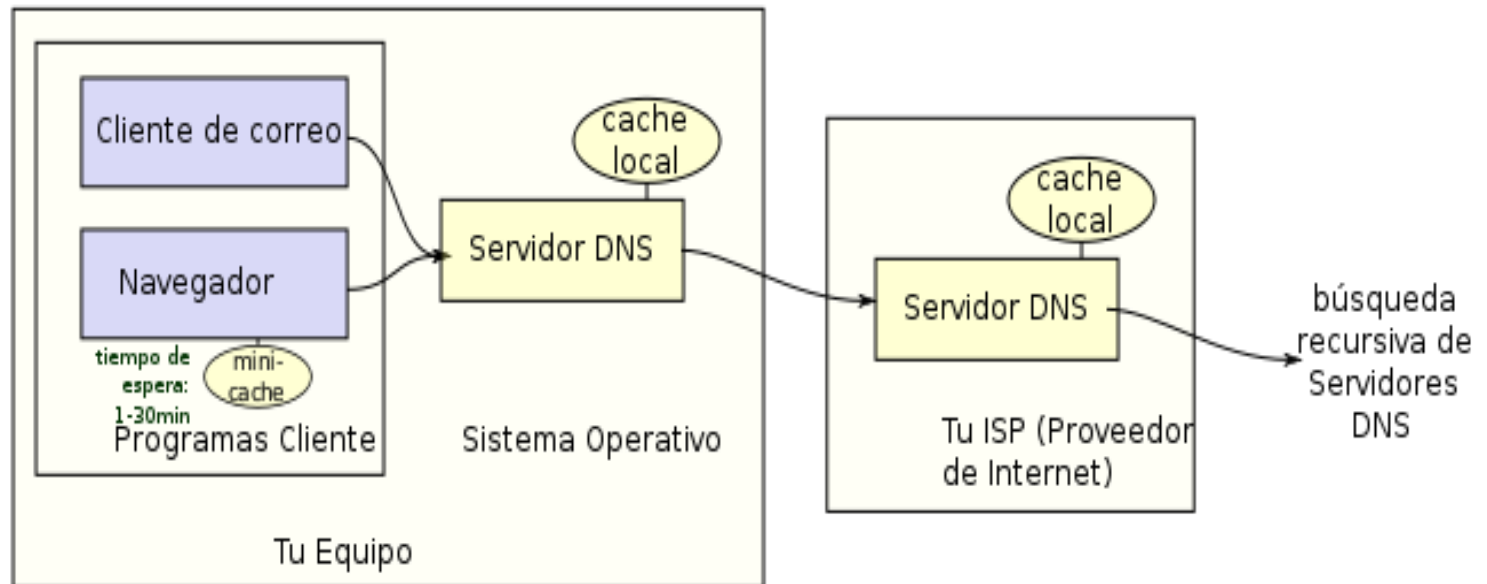 Cliente de correo
Navegador
tiempo de
espera:
1-30min
mini-
cache
Programas Cliente
cache
local
Servidor DNS
Sistema Operativo
Tu Equipo
cache
local
Servidor DNS
Tu ISP (Proveedor
de Internet)
búsqueda
recursiva de
Servidores
DNS